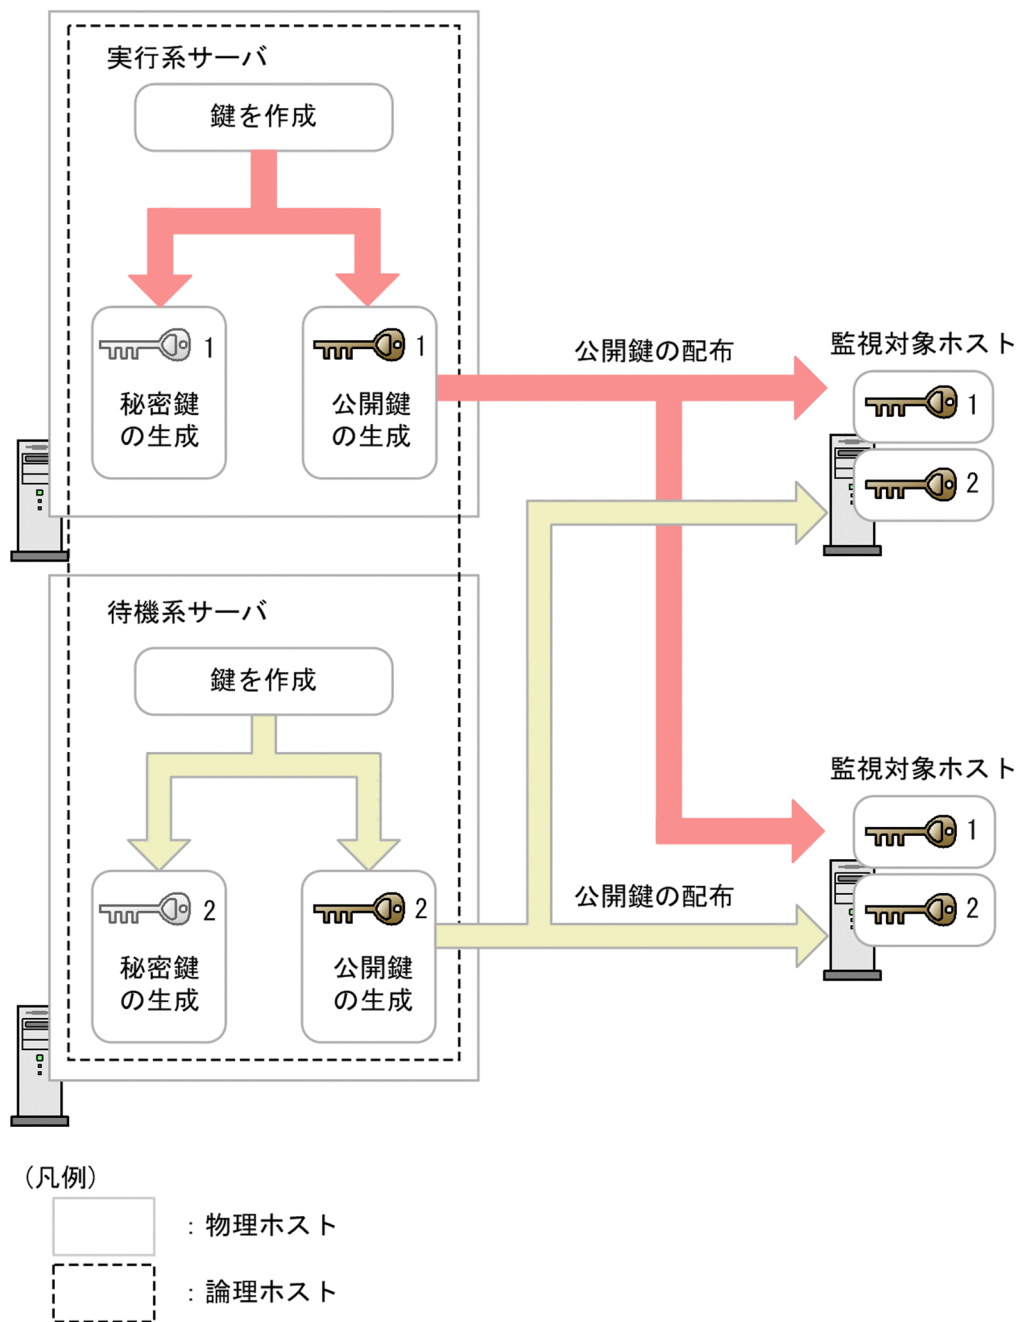 実行系サーバ
鍵を作成
1
1
秘密鍵
の生成
公開鍵
の生成
公開鍵の配布
監視対象ホスト
1
2
待機系サーバ
鍵を作成
2
2
秘密鍵
の生成
公開鍵
の生成
公開鍵の配布
監視対象ホスト
1
2
(凡例)
：物理ホスト
：論理ホスト